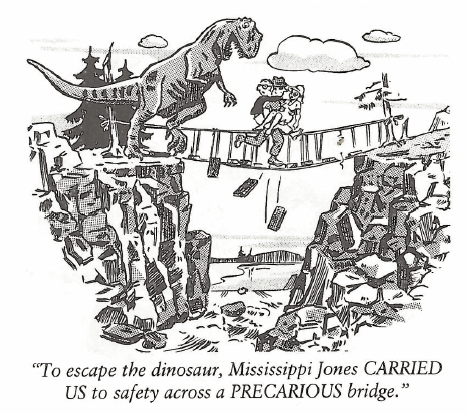 “To escape the dinosaur, Mississippi Jones CARRIED
US to safety across a PRECARIOUS bridge.”